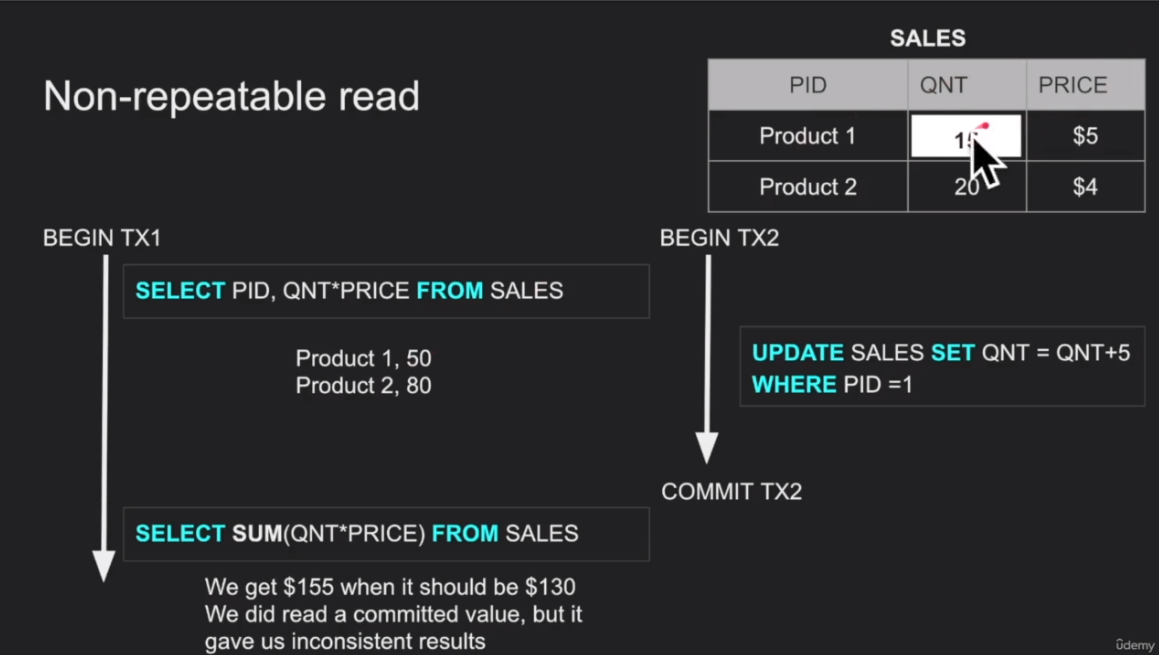 SALES
Non-repeatable read
PID QNT PRICE
Product 1 $5
Product 2 20 $4
BEGIN TX1
BEGIN TX2
SELECT PID, QNT*PRICE FROM SALES
Product 1, 50
Product 2, 80
UPDATE SALES SET QNT = QNT+5
WHERE PID =1
COMMIT TX2
SELECT SUM(QNT*PRICE) FROM SALES
We get $155 when it should be $130
We did read a committed value, but it
gave us inconsistent results
ûdemy